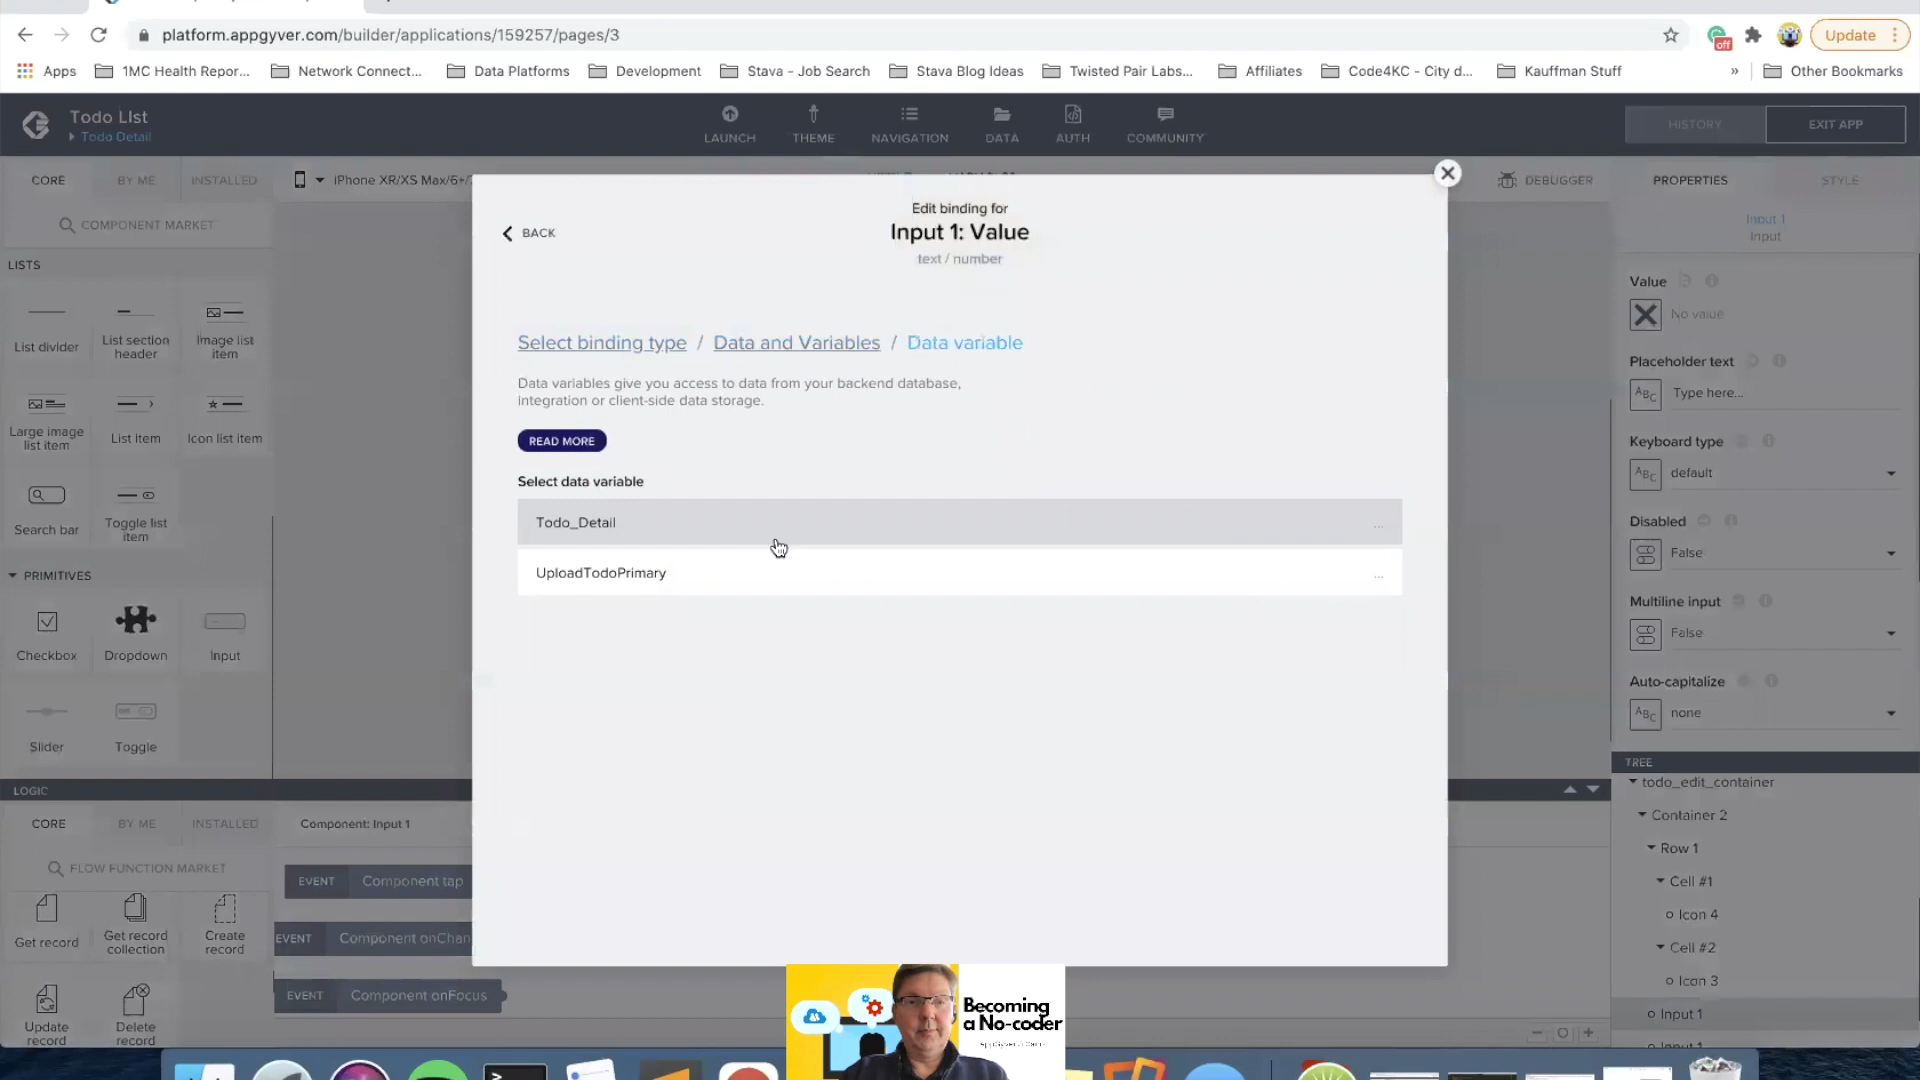 platform.appgyver.com/builder/applications/159257/pages/3
off
Update
Apps
1MC Health Repor...
Network Connect...
Data Platforms
Development
Stava - Job Search
Stava Blog Ideas
Twisted Pair Labs...
Affiliates
Code4KC - City d...
Kauffman Stuff
»
Other Bookmarks
Todo LIst
Todo Detail
LAUNCH
THEME
NAVIGATION
DATA
AUTH
COMMUNITY
HISTORY
EXIT APP
CORE
BY ME
INSTALLED
iPhone XR/XS Max/6+/
DEBUGGER
PROPERTIES
STYLE
COMPONENT MARKET
LISTS
List divider
List section header
Image list item
Large image list item
List item
Icon list item
Search bar
Toggle list item
PRIMITIVES
Checkbox
Dropdown
Input
Slider
Toggle
Edit binding for
BACK
Input 1: Value
text / number
Select binding type / Data and Variables / Data variable
Data variables give you access to data from your backend database,
integration or client-side data storage.
READ MORE
Select data variable
Todo_Detail
...
UploadTodoPrimary
...
Input 1
Input
Value
No value
Placeholder text
ABC
Type here...
Keyboard type
ABC
default
Disabled
False
Multiline input
False
Auto-capitalize
ABC
none
TREE
todo_edit_container
Container 2
Row 1
Cell #1
Icon 4
Cell #2
Icon 3
Input 1
Input 1
LOGIC
CORE
BY ME
INSTALLED
Component: Input 1
FLOW FUNCTION MARKET
Get record
Get record collection
Create record
Update record
Delete record
EVENT
Component tap
EVENT
Component onChan
EVENT
Component onFocus
Becoming
a No-coder